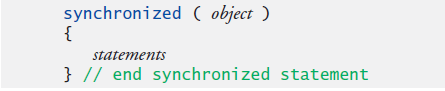 synchronized ( object )
{
statements
} // end synchronized statement